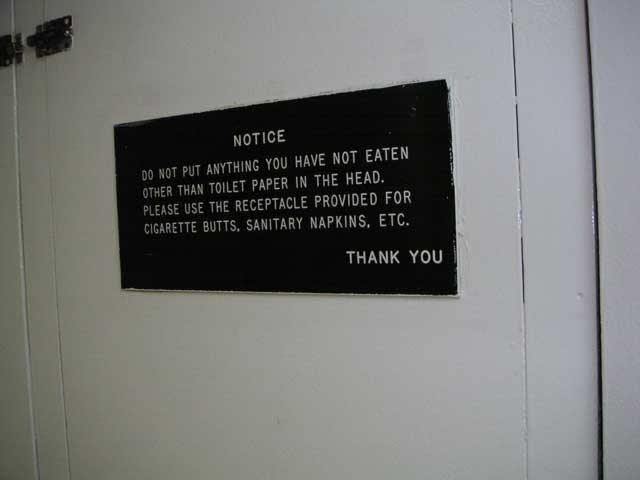 NOTICE
DO NOT PUT ANYTHING YOU HAVE NOT EATEN
OTHER THAN TOILET PAPER IN THE HEAD.
PLEASE USE THE RECEPTACLE PROVIDED FOR
CIGARETTE BUTTS, SANITARY NAPKINS, ETC.
THANK YOU